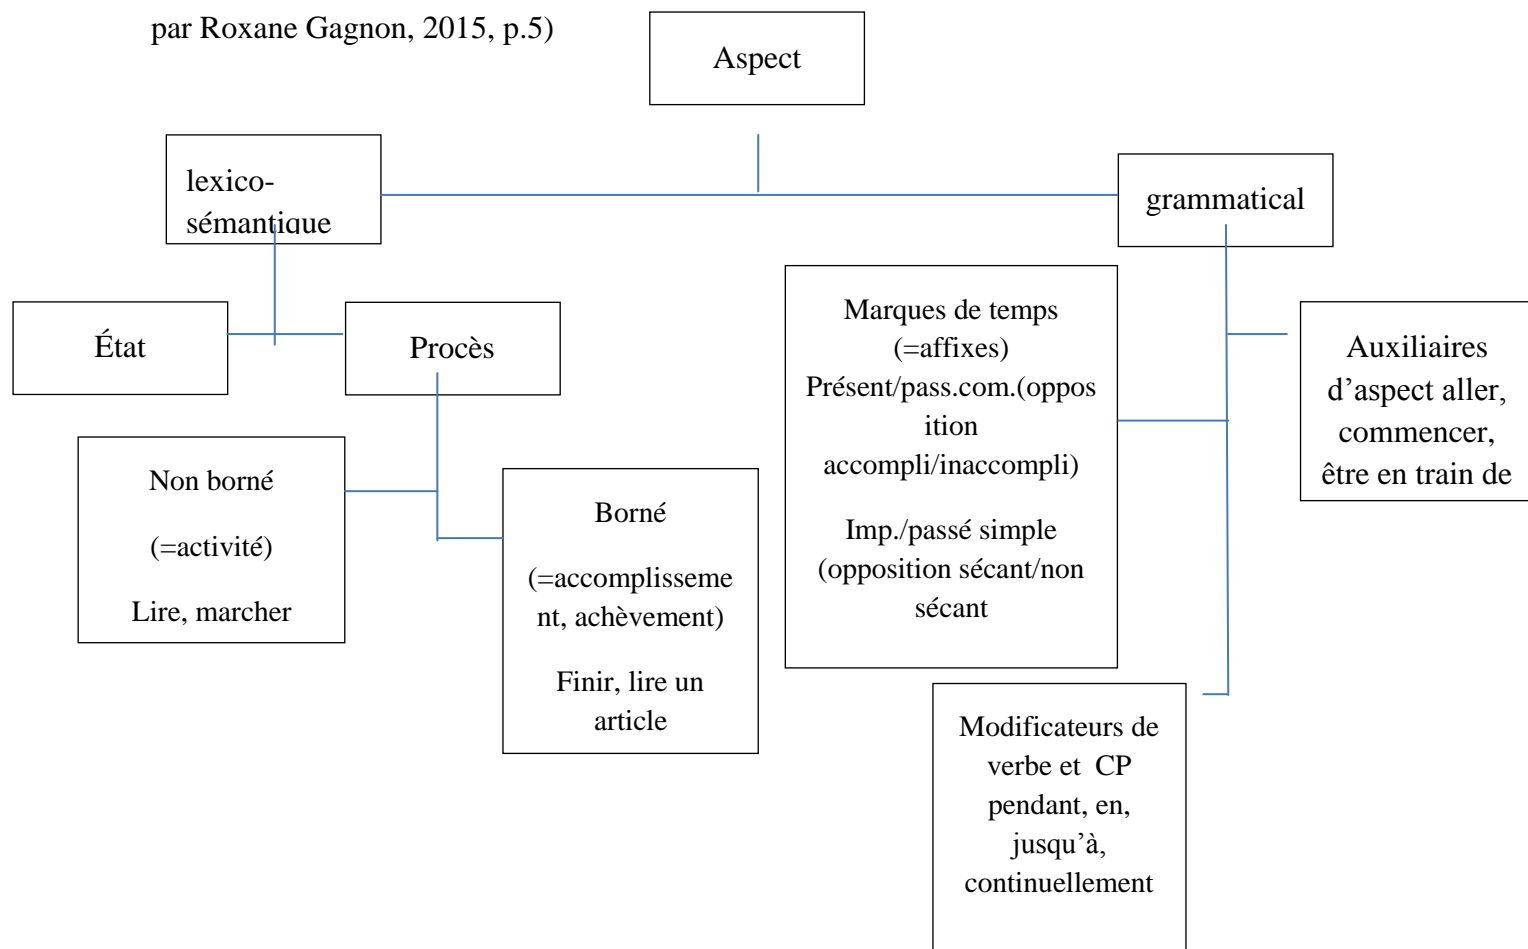 par Roxane Gagnon, 2015, p.5)
Aspect
lexico-
sémantique
grammatical
État
Procès
Marques de temps
(=affixes)
Présent/pass.com.(oppos
ition
accompli/inaccompli)
Imp./passé simple
(opposition sécant/non
sécant
Auxiliaires
d’aspect aller,
commencer,
être en train de
Non borné
(=activité)
Lire, marcher
Borné
(=accomplisseme
nt, achèvement)
Finir, lire un
article
Modificateurs de
verbe et CP
pendant, en,
jusqu’à,
continuellement